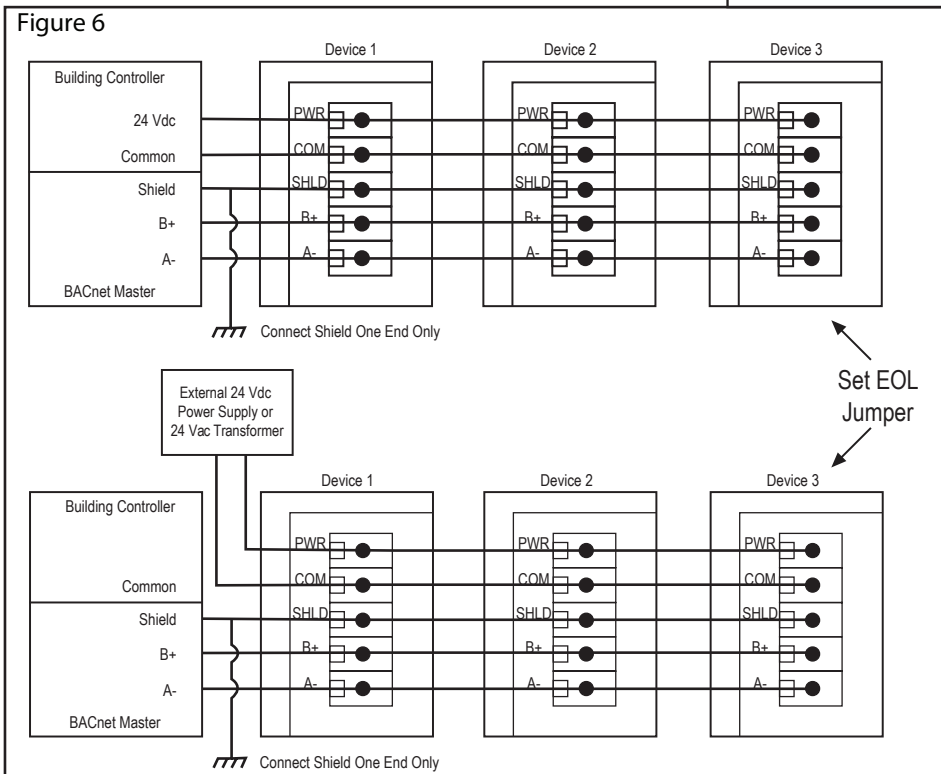 Figure 6
Device 1
Device 2
Device 3
Building Controller
24 Vdc
Common
Shield
B+
A-
BACnet Master
PWR
COM
SHLD
B+
A-
PWR
COM
SHLD
B+
A-
PWR
COM
SHLD
B+
A-
Connect Shield One End Only
Set EOL
Jumper
External 24 Vdc
Power Supply or
24 Vac Transformer
Device 1
Device 2
Device 3
Building Controller
Common
Shield
B+
A-
BACnet Master
PWR
COM
SHLD
B+
A-
PWR
COM
SHLD
B+
A-
PWR
COM
SHLD
B+
A-
Connect Shield One End Only